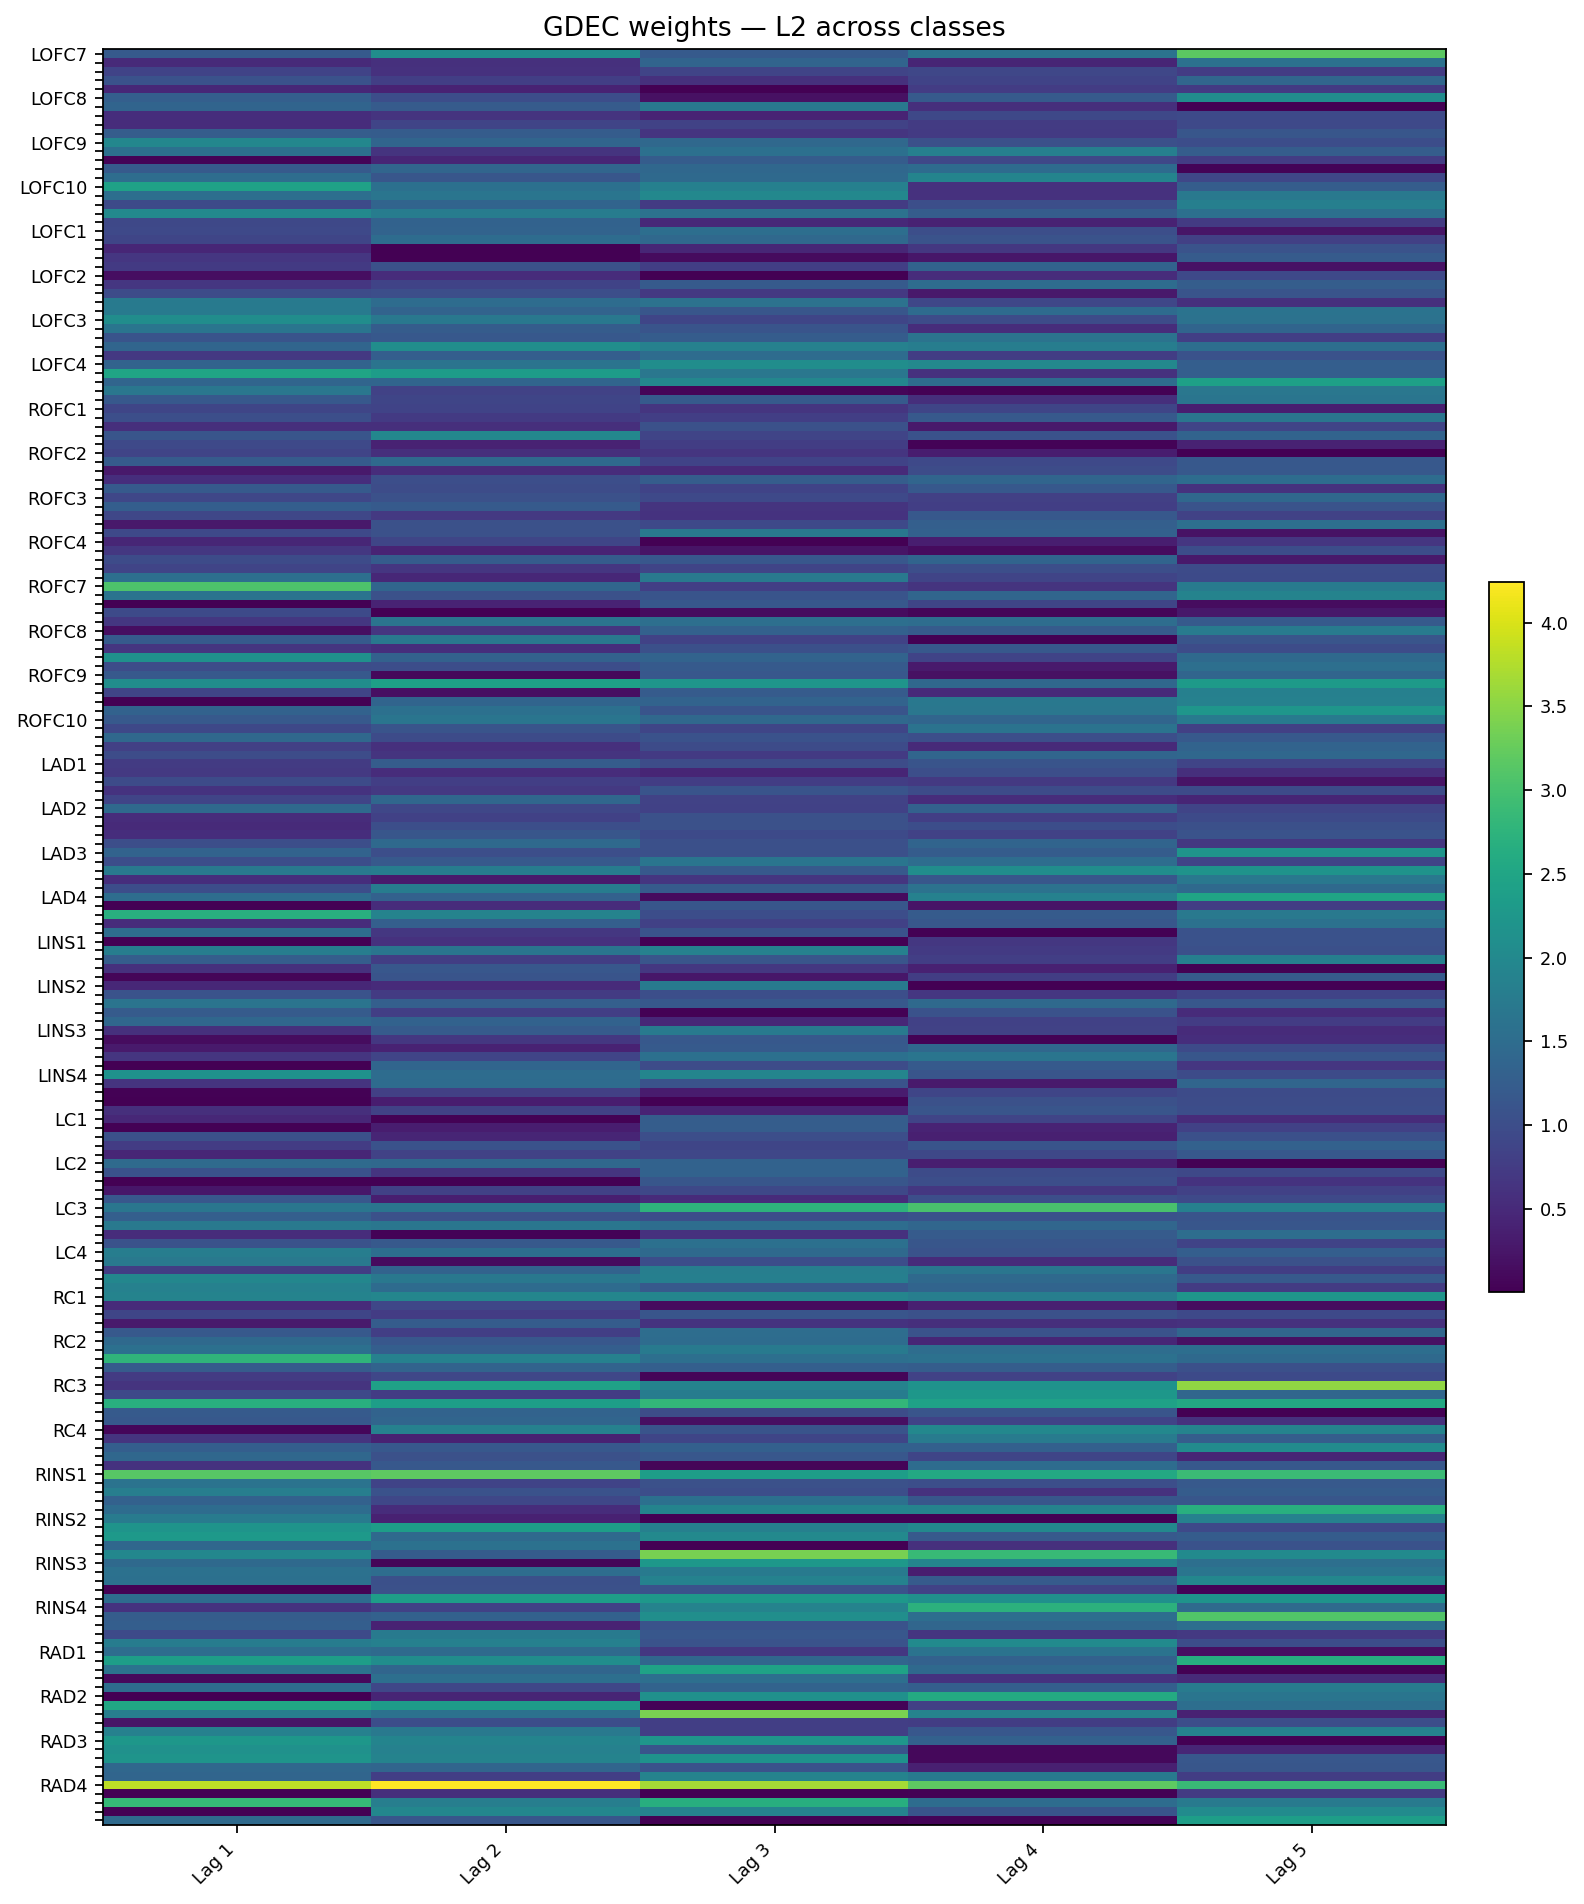 GDEC weights — L2 across classes
LOFC7
LOFC8
LOFC9
LOFC10
LOFC1
LOFC2
LOFC3
LOFC4
ROFC1
ROFC2
ROFC3
ROFC4
ROFC7
ROFC8
ROFC9
ROFC10
LAD1
LAD2
LAD3
LAD4
LINS1
LINS2
LINS3
LINS4
LC1
LC2
LC3
LC4
RC1
RC2
RC3
RC4
RINS1
RINS2
RINS3
RINS4
RAD1
RAD2
RAD3
RAD4
Lag 1
Lag 2
Lag 3
Lag 4
Lag 5
4.0
3.5
3.0
2.5
2.0
1.5
1.0
0.5